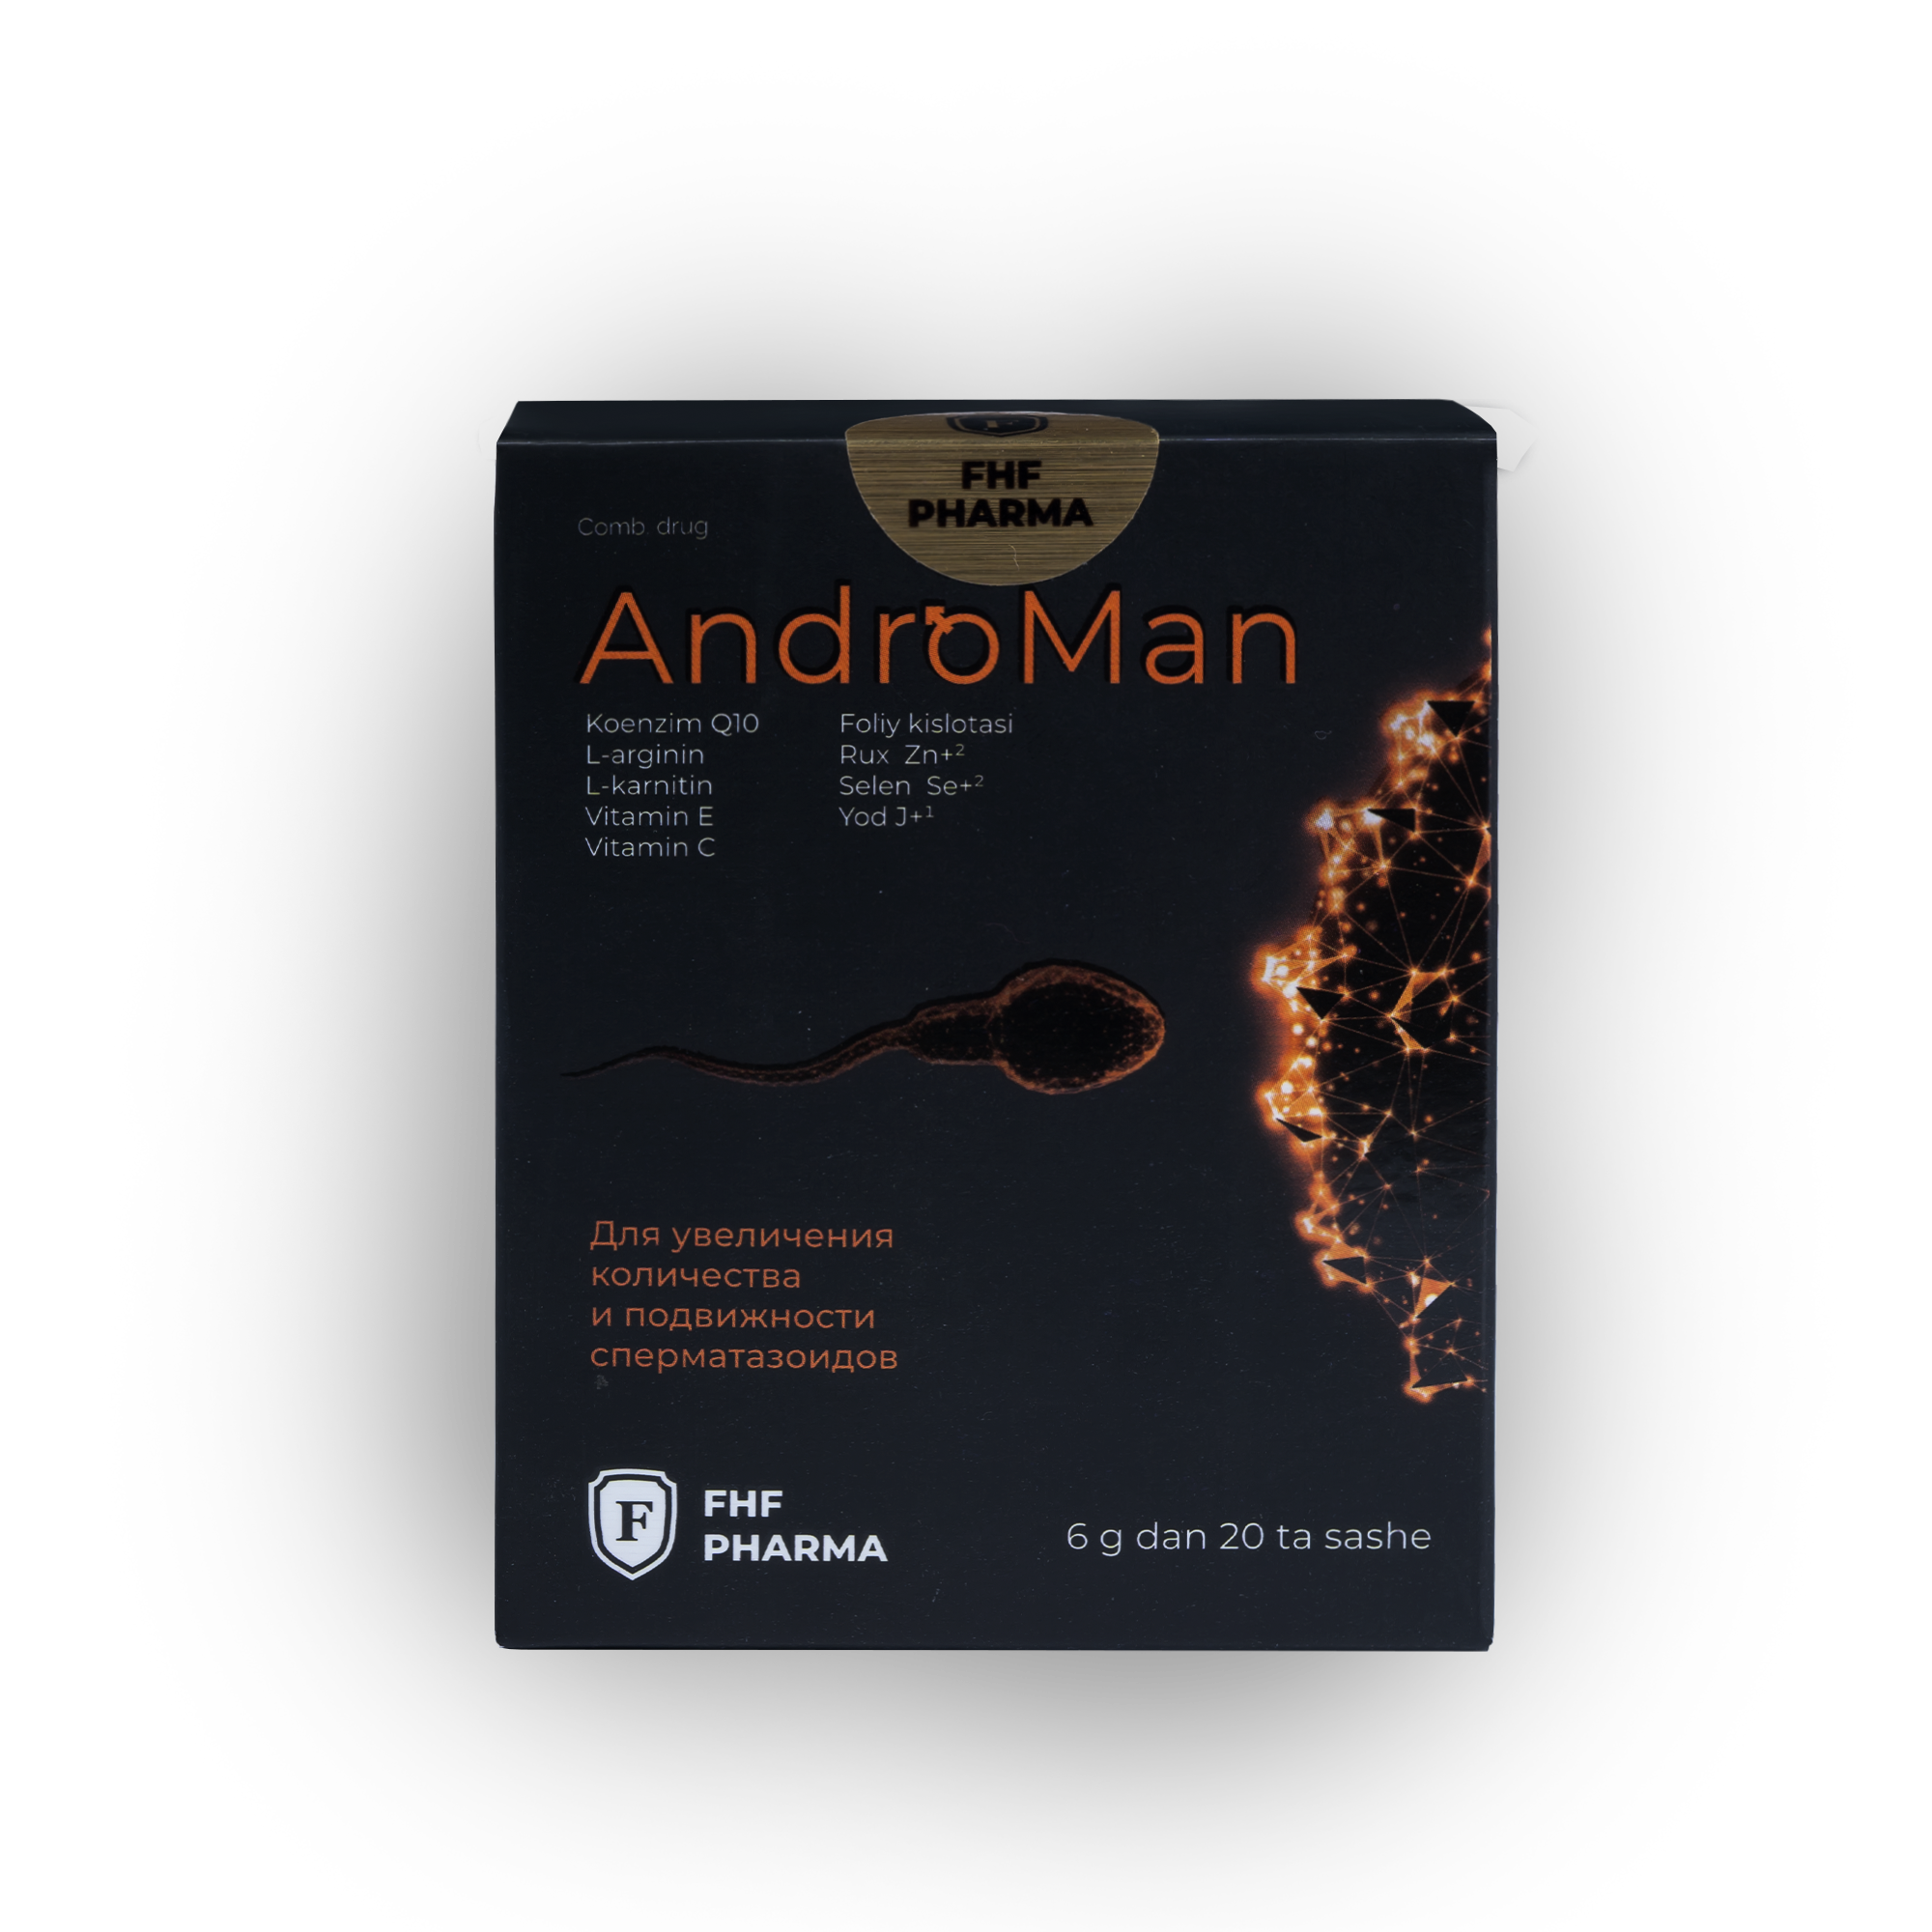 FHF
PHARMA
Comb. drug
AndroMan
Koenzim Q10
L-arginin
L-karnitin
Vitamin E
Vitamin C
Foliy kislotasi
Rux Zn+²
Selen Se+²
Yod J+¹
Для увеличения
количества
и подвижности
сперматазоидов
F
FHF
PHARMA
6 g dan 20 ta sashe